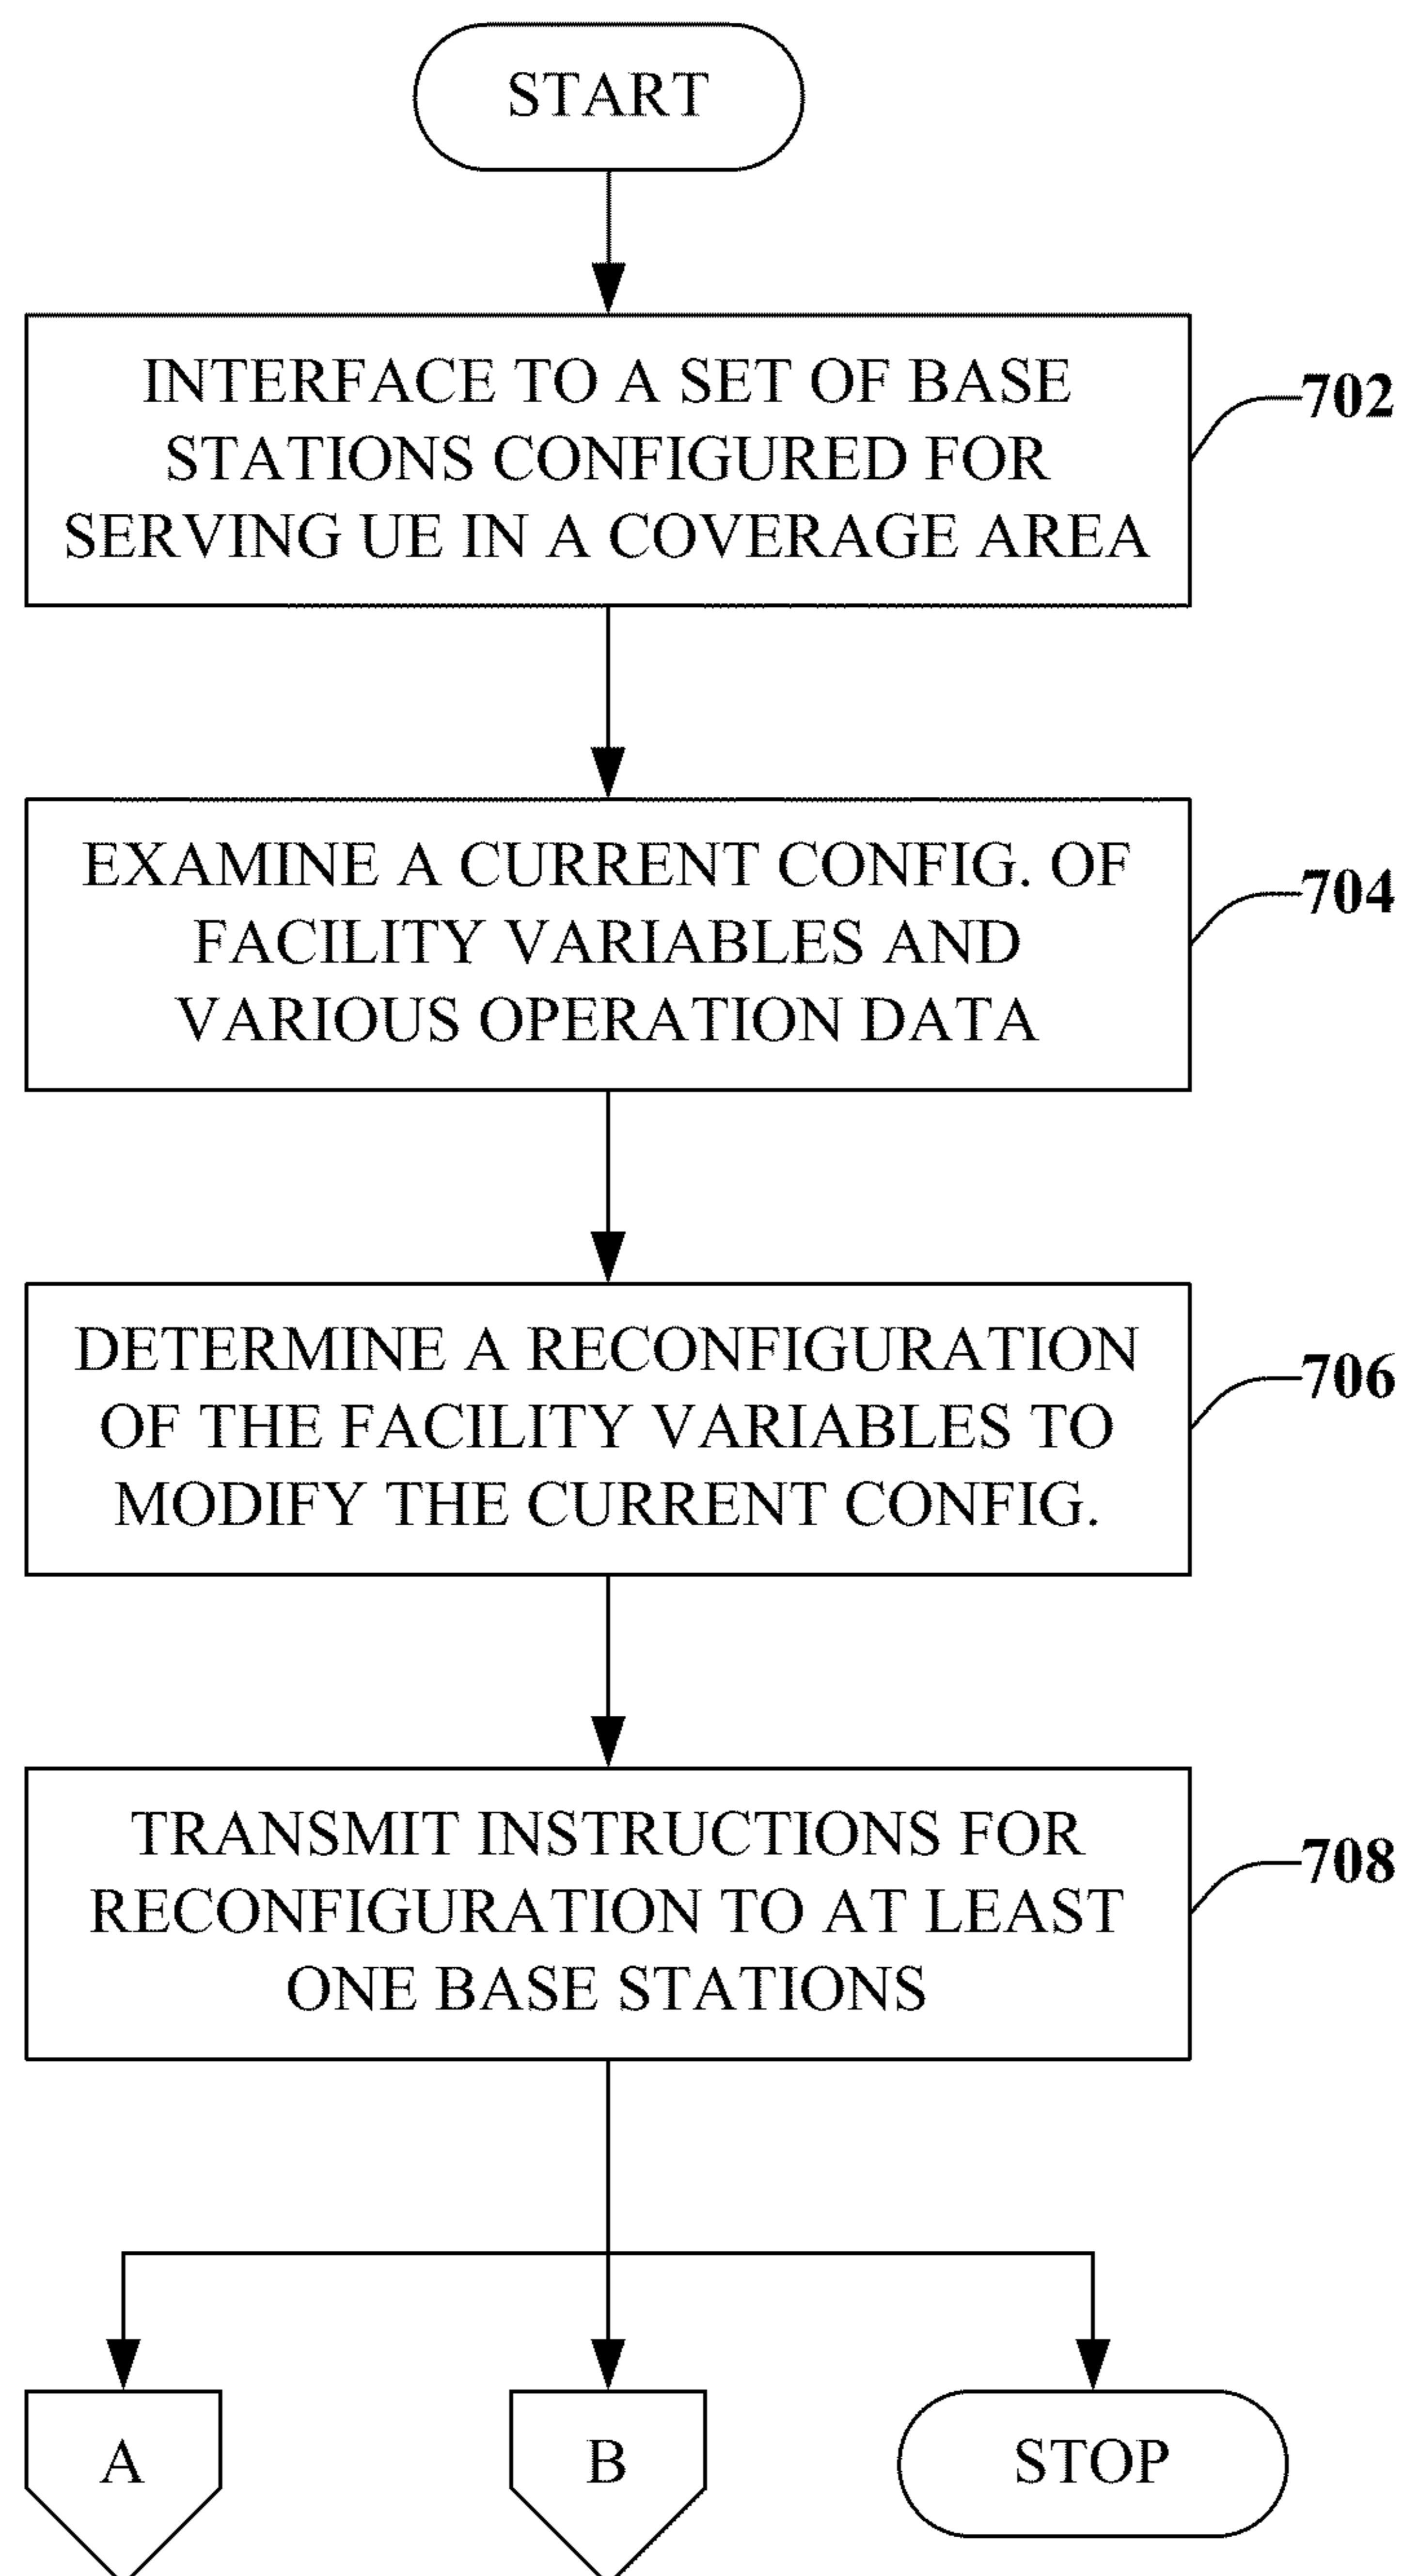 START
INTERFACE TO A SET OF BASE
STATIONS CONFIGURED FOR
SERVING UE IN A COVERAGE AREA
702
EXAMINE A CURRENT CONFIG. OF
FACILITY VARIABLES AND
VARIOUS OPERATION DATA
704
DETERMINE A RECONFIGURATION
OF THE FACILITY VARIABLES TO
MODIFY THE CURRENT CONFIG.
706
TRANSMIT INSTRUCTIONS FOR
RECONFIGURATION TO AT LEAST
ONE BASE STATIONS
708
A
B
STOP